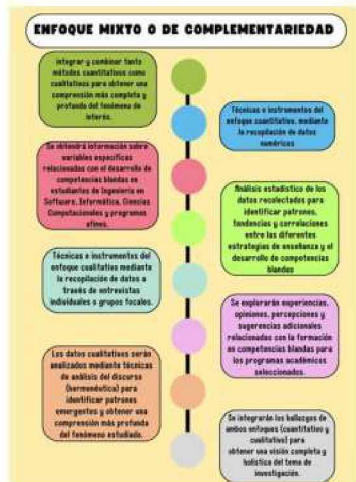 ENFOQUE MIXTO O DE COMPLEMENTARIEDAD
integrar y combinar tanto
métodos cuantitativos como
cualitativos para obtener una
comprensión más completa y
profunda del fenómeno de
interés.
Técnicas e instrumentos del
enfoque cuantitativo, mediante
la recopilación de datos
numéricos
Se obtendrá información sobre
variables específicas
relacionadas con el desarrollo de
competencias blandas en
estudiantes de Ingeniería en
Software, Informática, Ciencias
Computacionales y programas
afines.
Análisis estadístico de los
datos recolectados para
identificar patrones,
tendencias y correlaciones
entre las diferentes
estrategias de enseñanza y el
desarrollo de competencias
blandas
Técnicas e instrumentos del
enfoque cualitativo mediante
la recopilación de datos a
través de entrevistas
individuales o grupos focales.
Se explorarán experiencias,
opiniones, percepciones y
sugerencias adicionales
relacionadas con la formación
en competencias blandas para
los programas académicos
seleccionados.
Los datos cualitativos serán
analizados mediante técnicas
de análisis del discurso
(hermenéutica) para
identificar patrones
emergentes y obtener una
comprensión más profunda
del fenómeno estudiado.
Se integrarán los hallazgos de
ambos enfoques (cuantitativo y
cualitativo) para
obtener una visión completa y
holística del tema de
investigación.